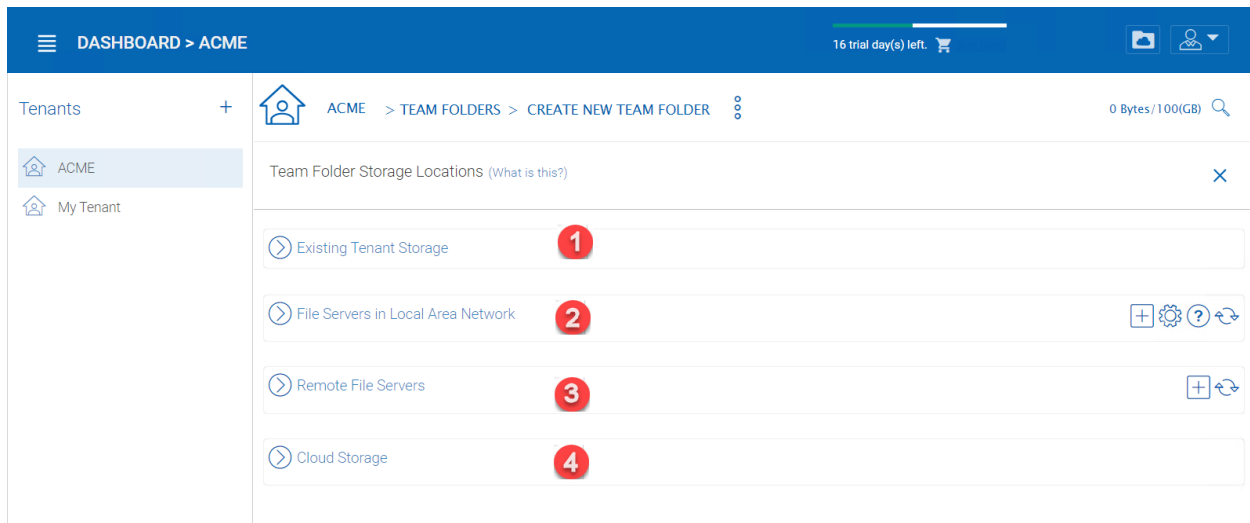 DASHBOARD > ACME
16 trial day(s) left.
Tenants +
ACME > TEAM FOLDERS > CREATE NEW TEAM FOLDER
0 Bytes/100(GB)
ACME
My Tenant
Team Folder Storage Locations (What is this?)
Existing Tenant Storage 1
File Servers in Local Area Network 2 ?
Remote File Servers 3
Cloud Storage 4